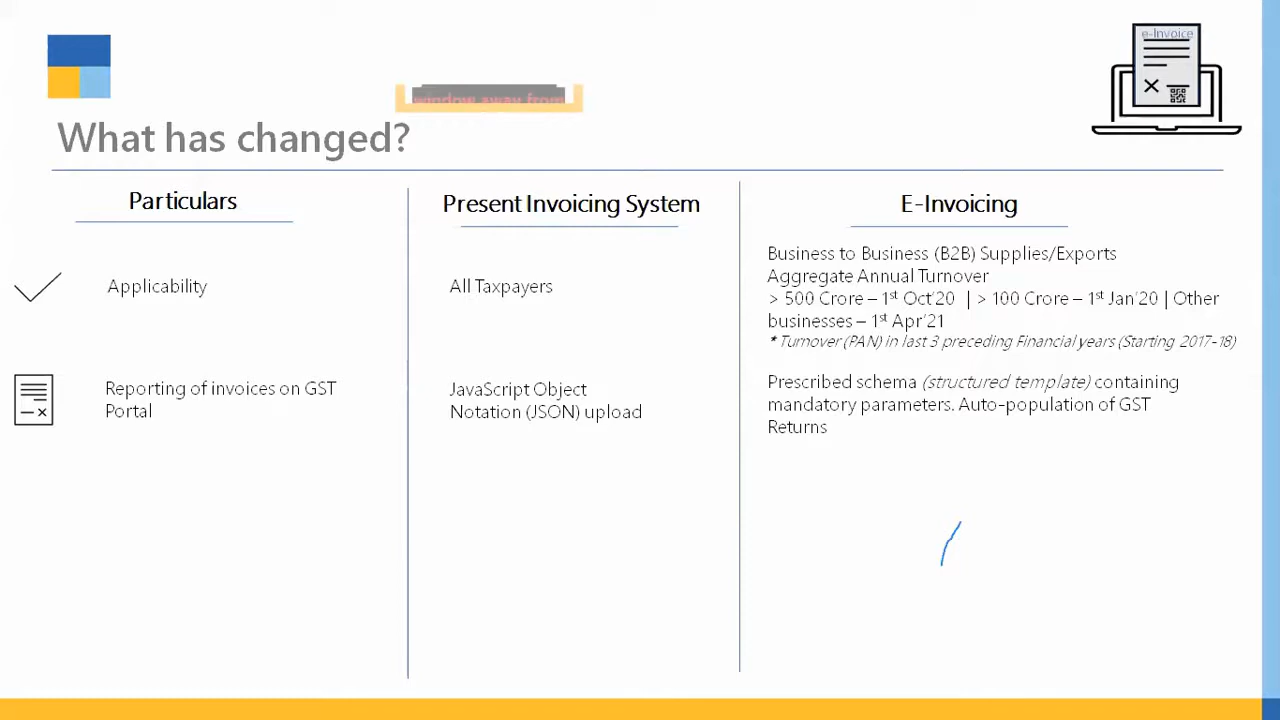 e-Invoice
window away from
What has changed?
Particulars
Present Invoicing System
E-Invoicing
Applicability
All Taxpayers
Business to Business (B2B) Supplies/Exports
Aggregate Annual Turnover
> 500 Crore – 1st Oct'20 | > 100 Crore – 1st Jan'20 | Other
businesses – 1st Apr'21
* Turnover (PAN) in last 3 preceding Financial years (Starting 2017-18)
Reporting of invoices on GST
Portal
JavaScript Object
Notation (JSON) upload
Prescribed schema (structured template) containing
mandatory parameters. Auto-population of GST
Returns